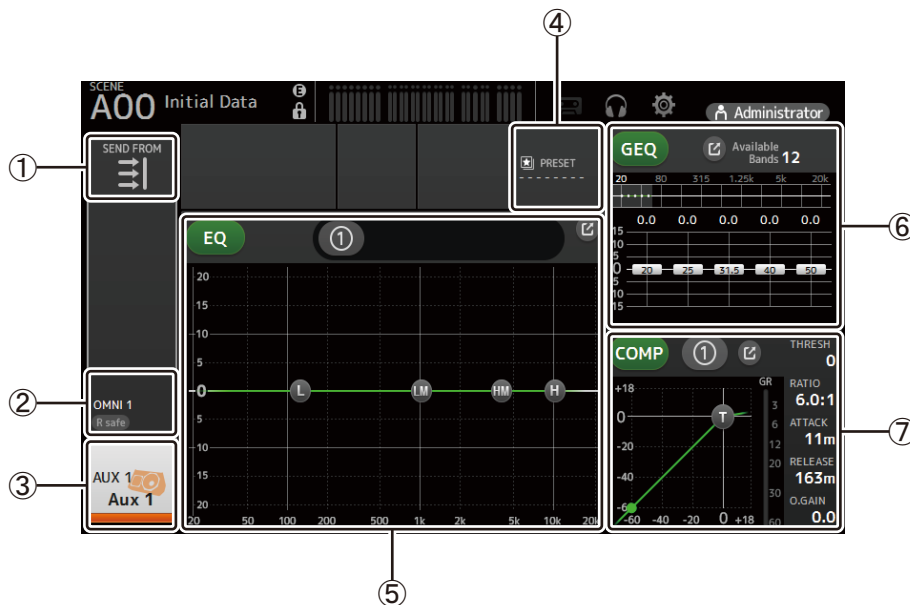 ④
SCENE
A00 Initial Data E
Administrator
①
SEND FROM
PRESET
- - - - - - - -
GEQ
Available
Bands 12
20 80 315 1.25k 5k 20k
0.0 0.0 0.0 0.0 0.0
15
10
5
0 20 25 31.5 40 50
5
10
15
⑥
EQ ①
20
15
10
5
0 L LM HM H
5
10
15
20
20 50 100 200 500 1k 2k 5k 10k 20k
②
OMNI 1
R safe
③
AUX 1
Aux 1
COMP ①
THRESH
0
GR
RATIO
6.0:1
ATTACK
11m
RELEASE
163m
O.GAIN
0.0
+18
0 T
-20
-40
-60
-60 -40 -20 0 +18
3
6
12
20
30
60
⑦
⑤